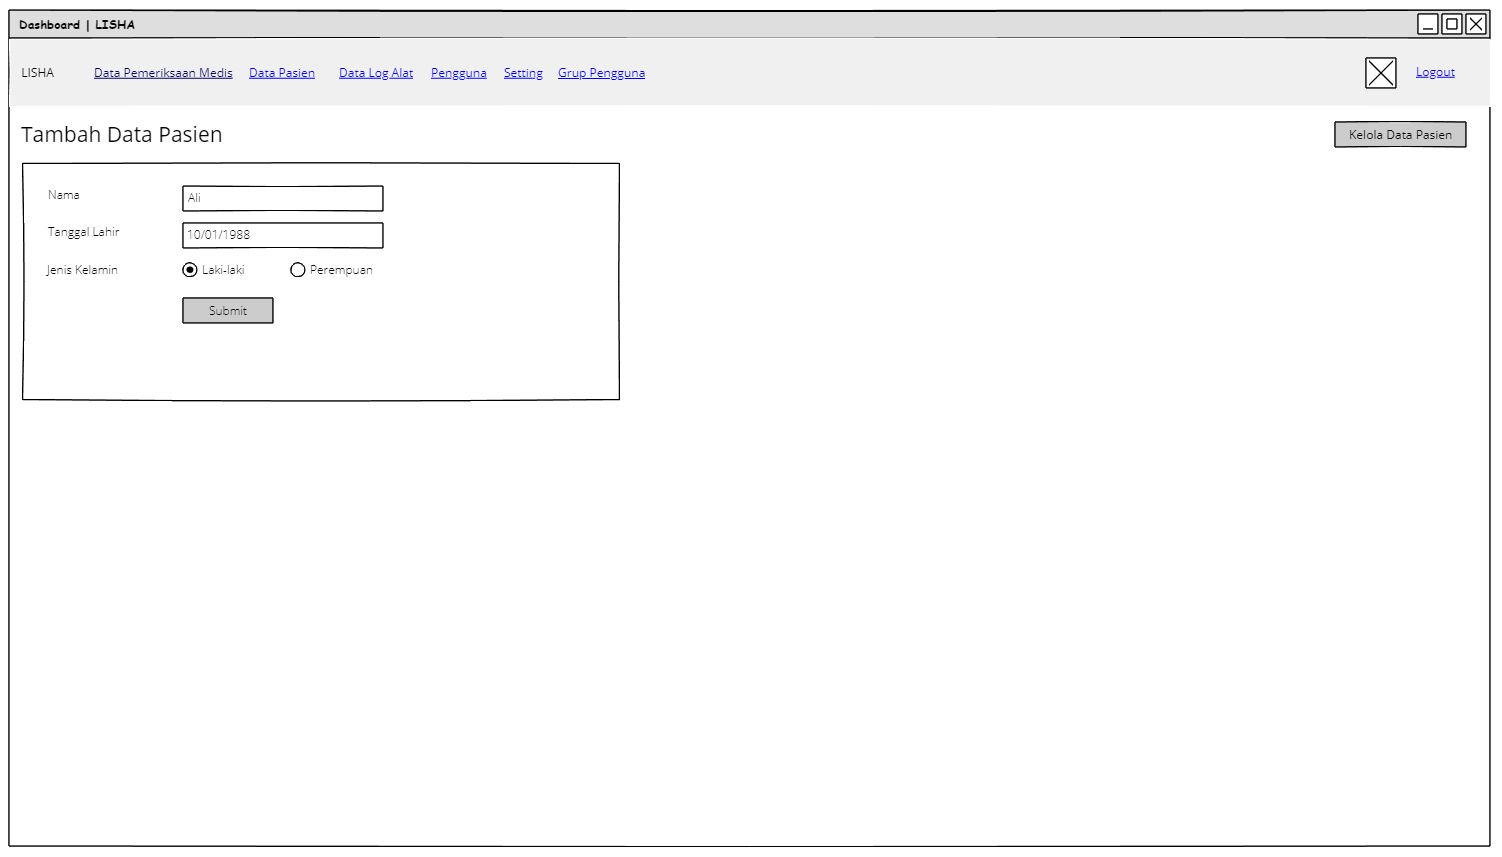 Dashboard | LISHA
LISHA Data Pemeriksaan Medis Data Pasien Data Log Alat Pengguna Setting Grup Pengguna Logout
Tambah Data Pasien Kelola Data Pasien
Nama Ali
Tanggal Lahir 10/01/1988
Jenis Kelamin Laki-laki Perempuan
Submit